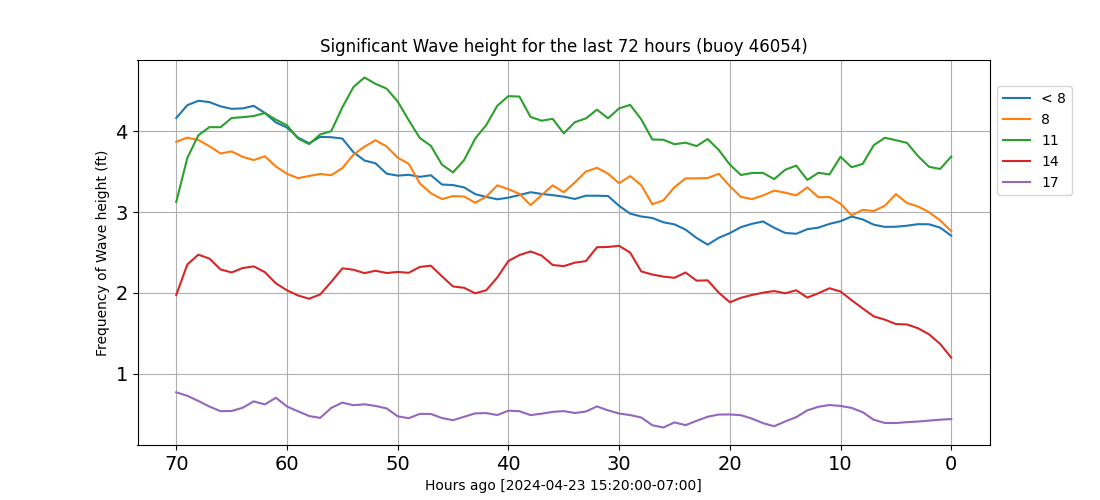 Significant Wave height for the last 72 hours (buoy 46054)
Frequency of Wave height (ft)
4
3
2
1
70 60 50 40 30 20 10 0
Hours ago [2024-04-23 15:20:00-07:00]
< 8
8
11
14
17